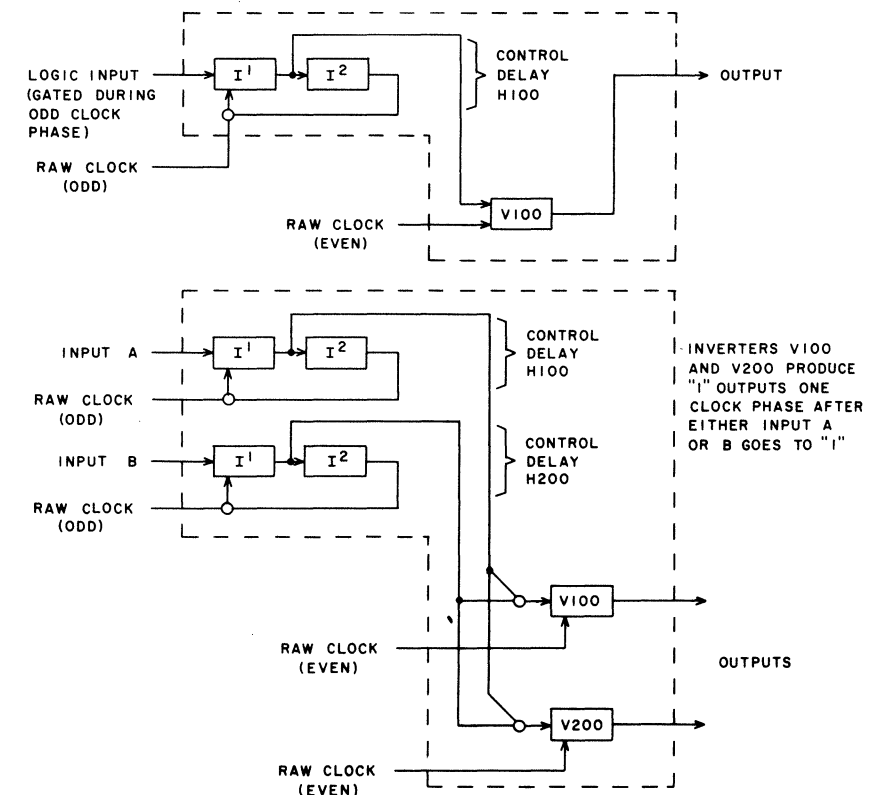 LOGIC INPUT
(GATED DURING
ODD CLOCK
PHASE)
I¹
I²
CONTROL
DELAY
H100
OUTPUT
RAW CLOCK
(ODD)
V100
RAW CLOCK
(EVEN)
INPUT A
I¹
I²
CONTROL
DELAY
H100
RAW CLOCK
(ODD)
INPUT B
I¹
I²
CONTROL
DELAY
H200
RAW CLOCK
(ODD)
INVERTERS V100
AND V200 PRODUCE
"1" OUTPUTS ONE
CLOCK PHASE AFTER
EITHER INPUT A
OR B GOES TO "1"
V100
RAW CLOCK
(EVEN)
OUTPUTS
V200
RAW CLOCK
(EVEN)